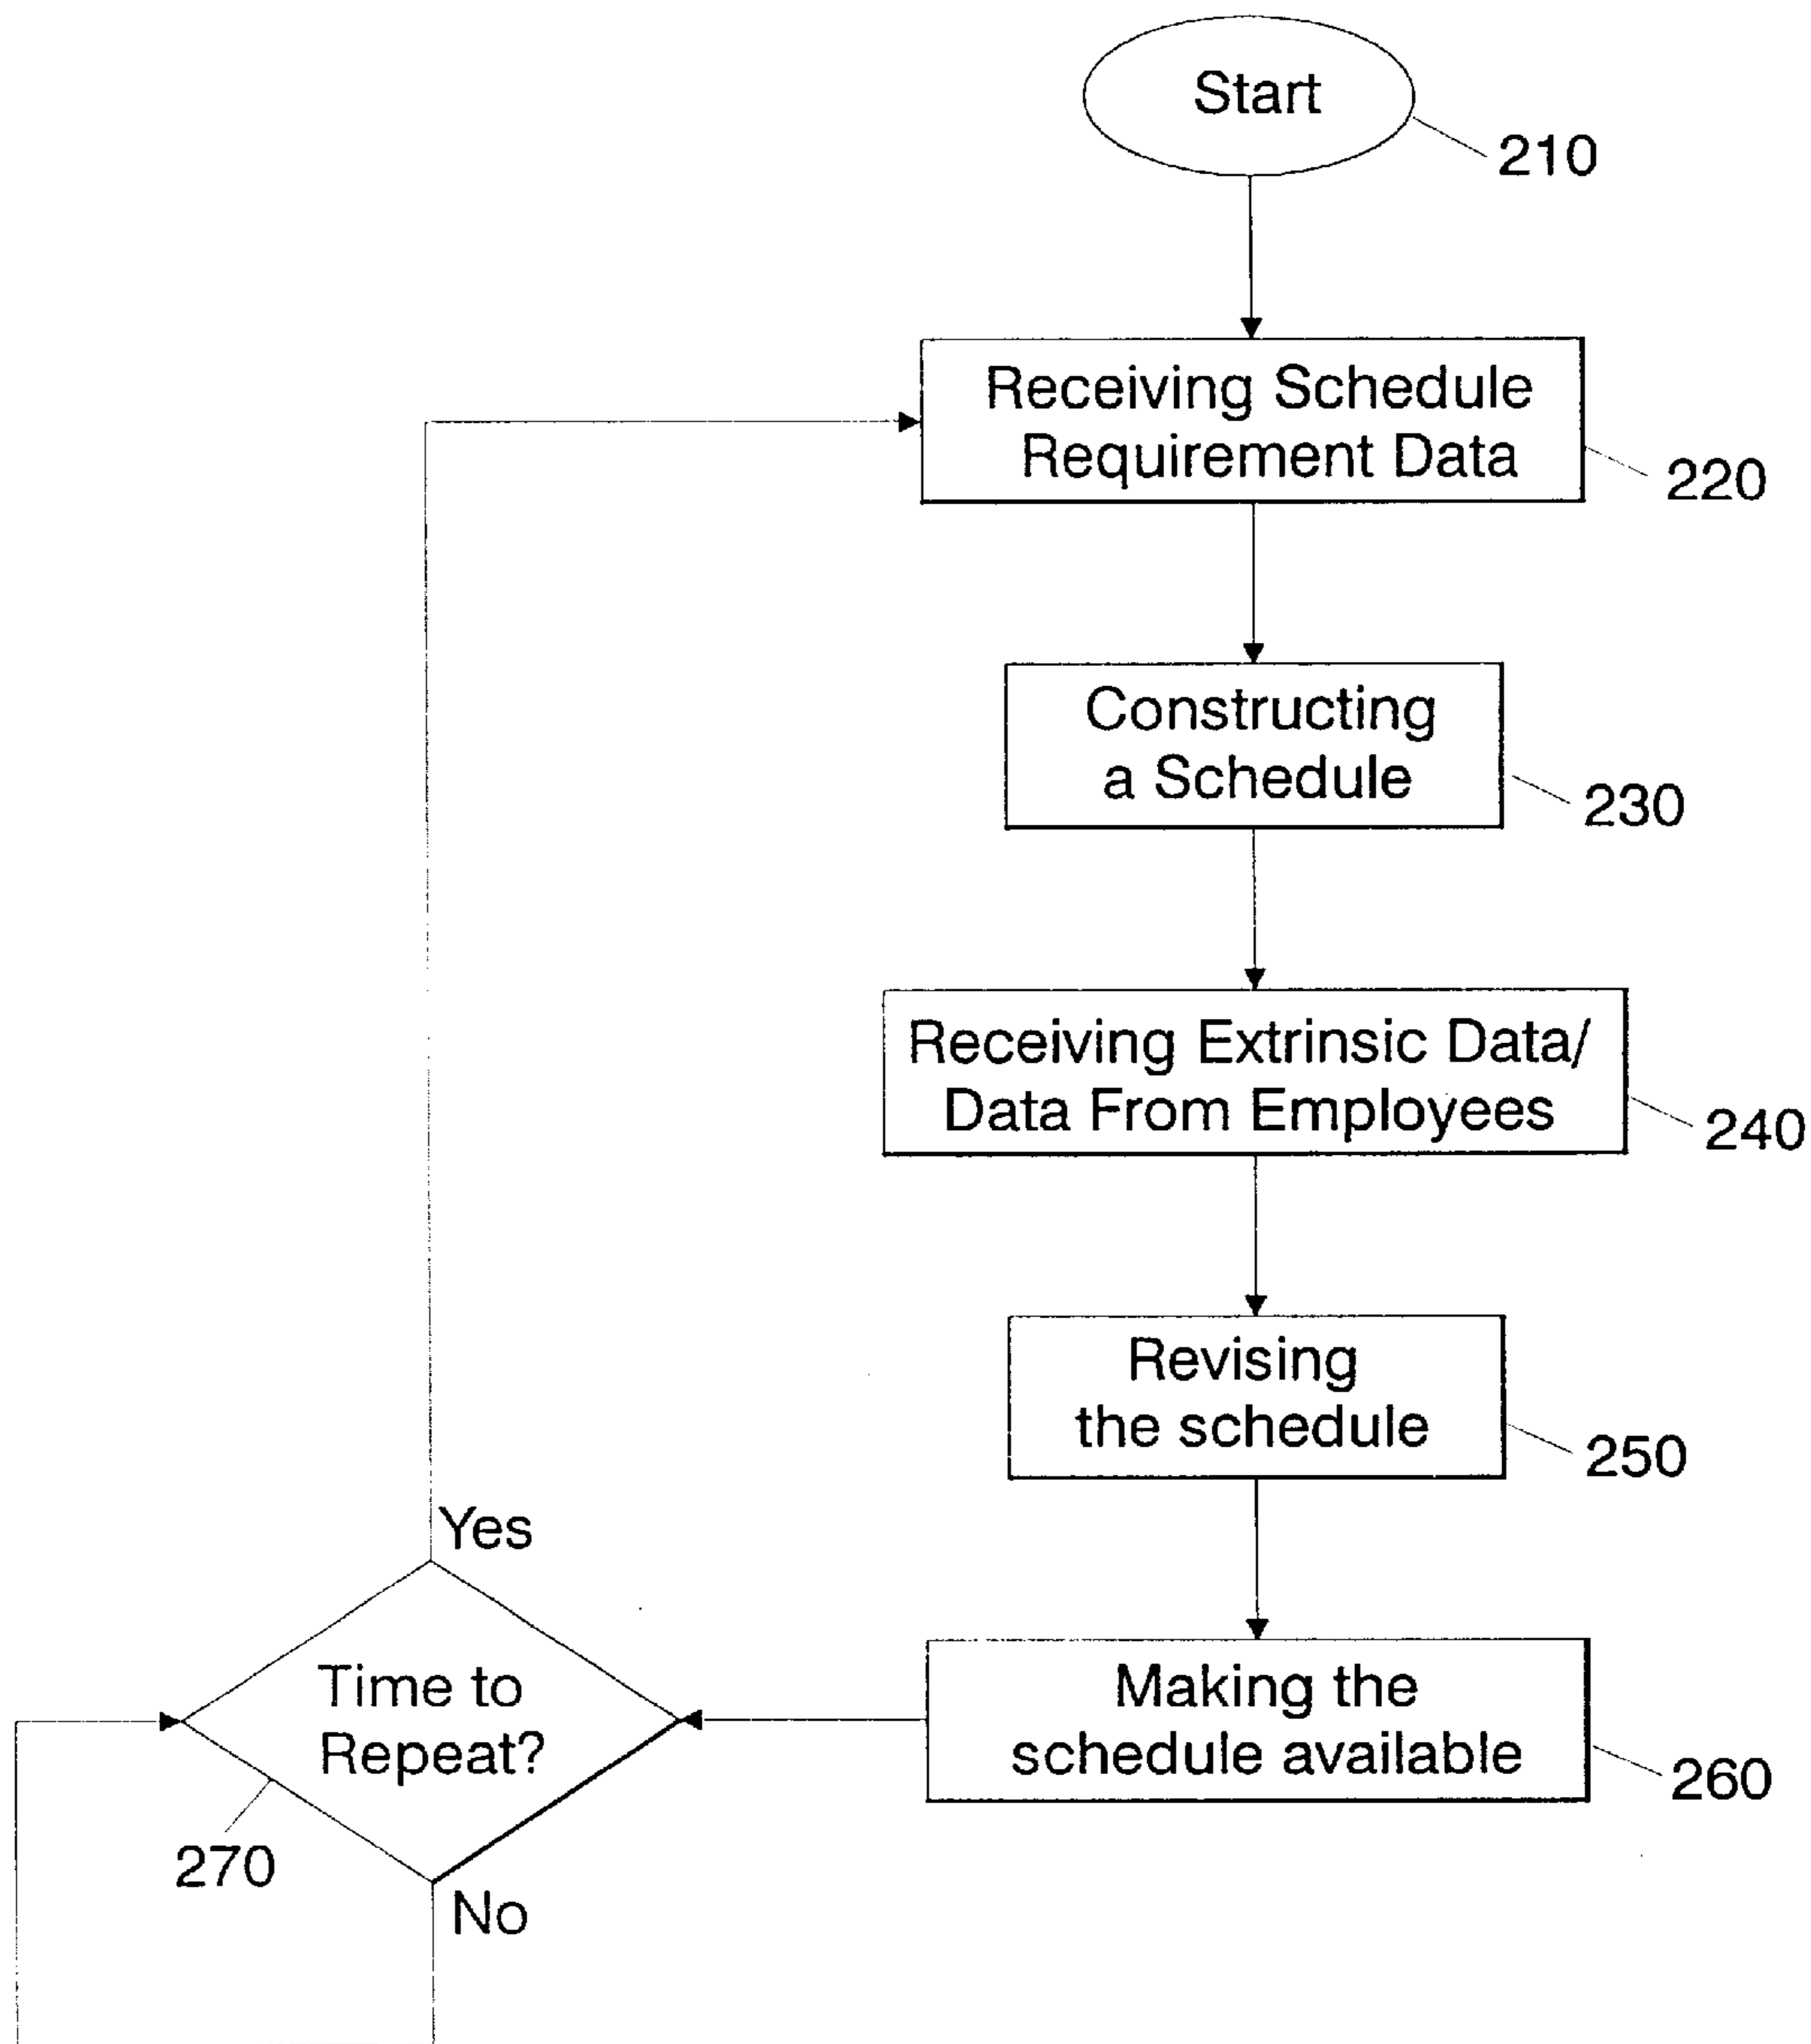 Start
210
Receiving Schedule
Requirement Data
220
Constructing
a Schedule
230
Receiving Extrinsic Data/
Data From Employees
240
Revising
the schedule
250
Making the
schedule available
260
Yes
Time to
Repeat?
270
No